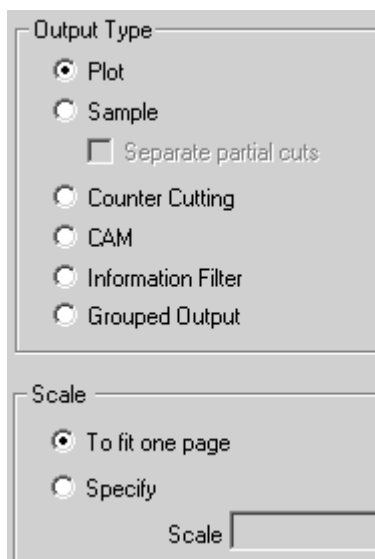 Output Type
Plot
Sample
Separate partial cuts
Counter Cutting
CAM
Information Filter
Grouped Output
Scale
To fit one page
Specify
Scale